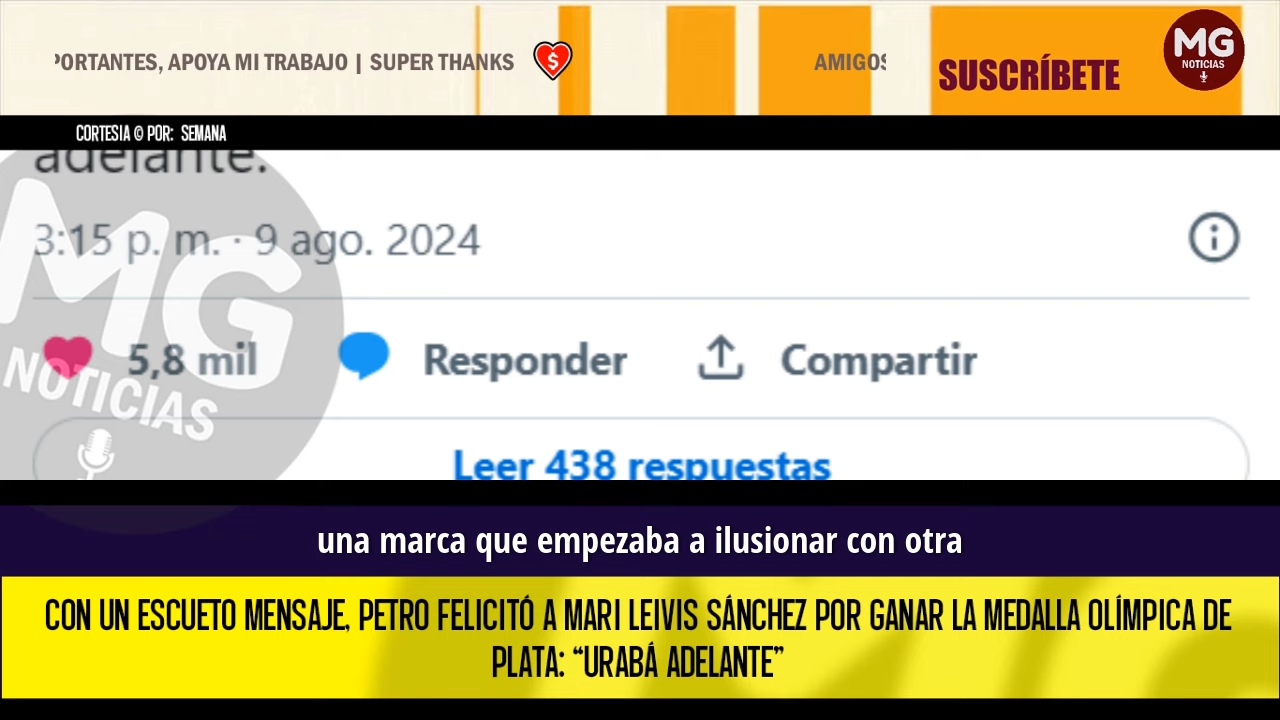 PORTANTES, APOYA MI TRABAJO | SUPER THANKS
AMIGOS
SUSCRÍBETE
MG
NOTICIAS
CORTESIA © POR: SEMANA
adelante.
3:15 p. m. · 9 ago. 2024
MG
NOTICIAS
5,8 mil
Responder
Compartir
Leer 438 respuestas
una marca que empezaba a ilusionar con otra
CON UN ESCUETO MENSAJE, PETRO FELICITÓ A MARI LEIVIS SÁNCHEZ POR GANAR LA MEDALLA OLÍMPICA DE
PLATA: “URABÁ ADELANTE”